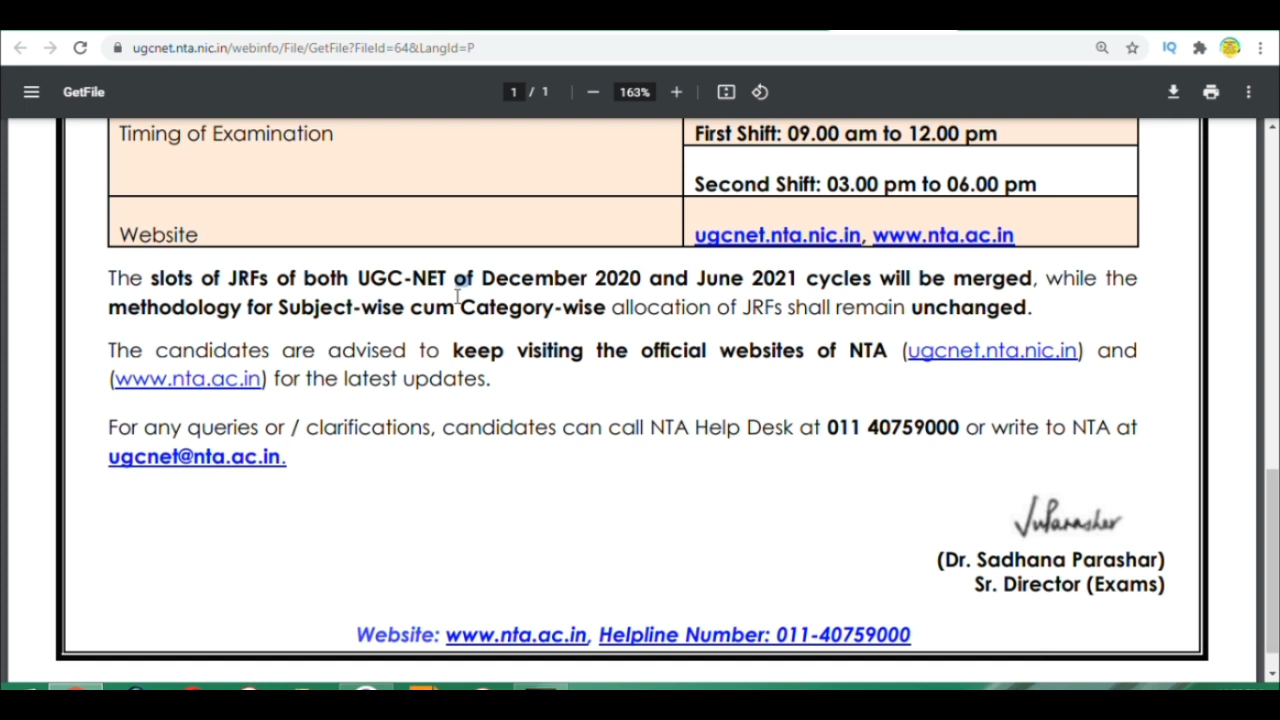 ugcnet.nta.nic.in/webinfo/File/GetFile?FileId=64&LangId=P
IQ
GetFile
1 / 1
163%
Timing of Examination
First Shift: 09.00 am to 12.00 pm
Second Shift: 03.00 pm to 06.00 pm
Website
ugcnet.nta.nic.in, www.nta.ac.in
The slots of JRFs of both UGC-NET of December 2020 and June 2021 cycles will be merged, while the
methodology for Subject-wise cum Category-wise allocation of JRFs shall remain unchanged.
The candidates are advised to keep visiting the official websites of NTA (ugcnet.nta.nic.in) and
(www.nta.ac.in) for the latest updates.
For any queries or / clarifications, candidates can call NTA Help Desk at 011 40759000 or write to NTA at
ugcnet@nta.ac.in.
(Dr. Sadhana Parashar)
Sr. Director (Exams)
Website: www.nta.ac.in, Helpline Number: 011-40759000